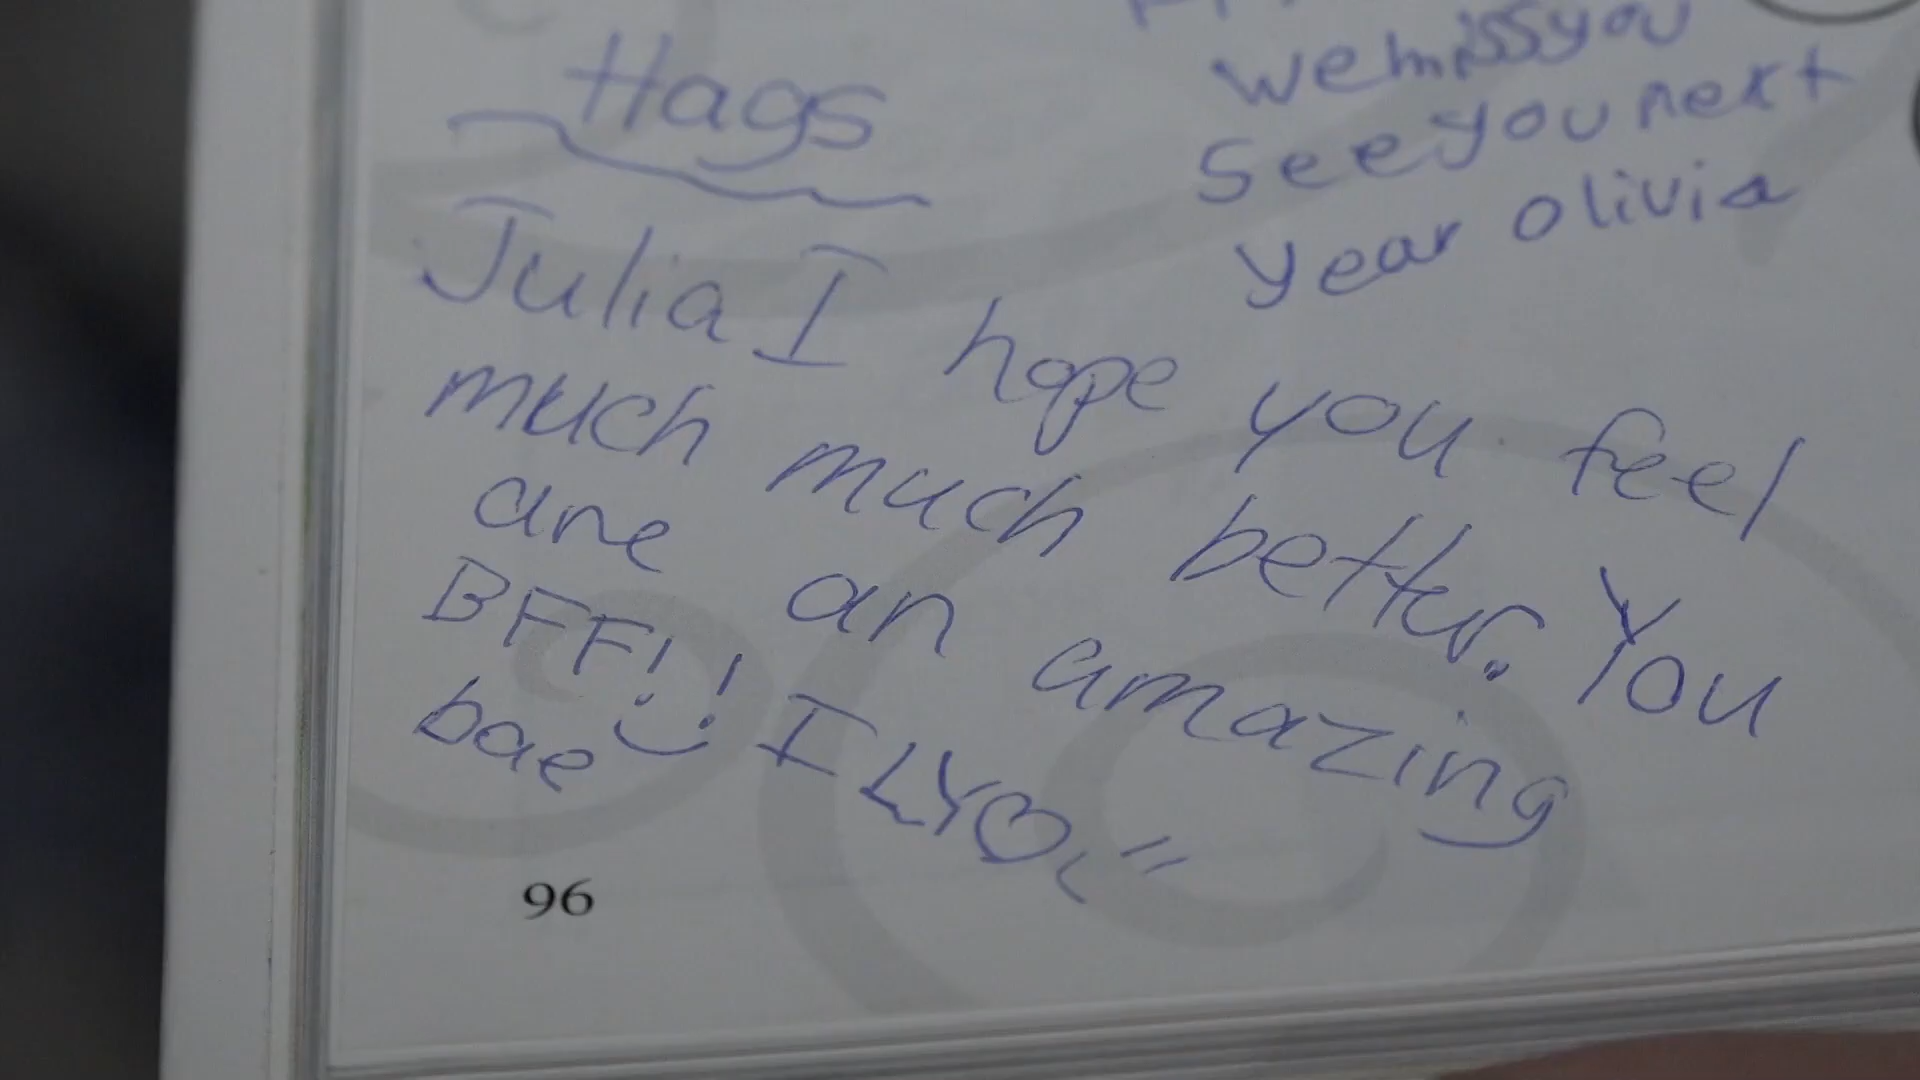 Hags
we miss you
See you next
year olivia
Julia I hope you feel
much much better. You
are an amazing
BFF!!
bae I LY
96